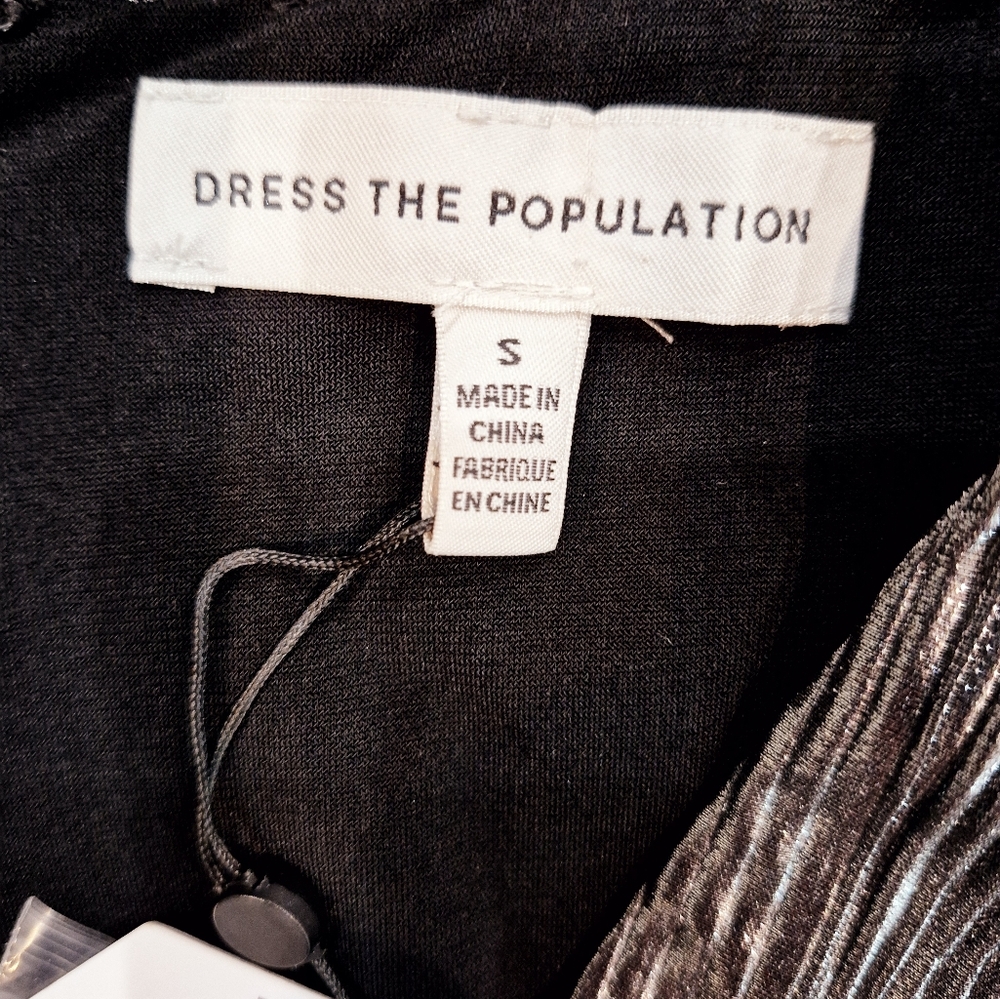 DRESS THE POPULATION
S
MADE IN
CHINA
FABRIQUE
EN CHINE